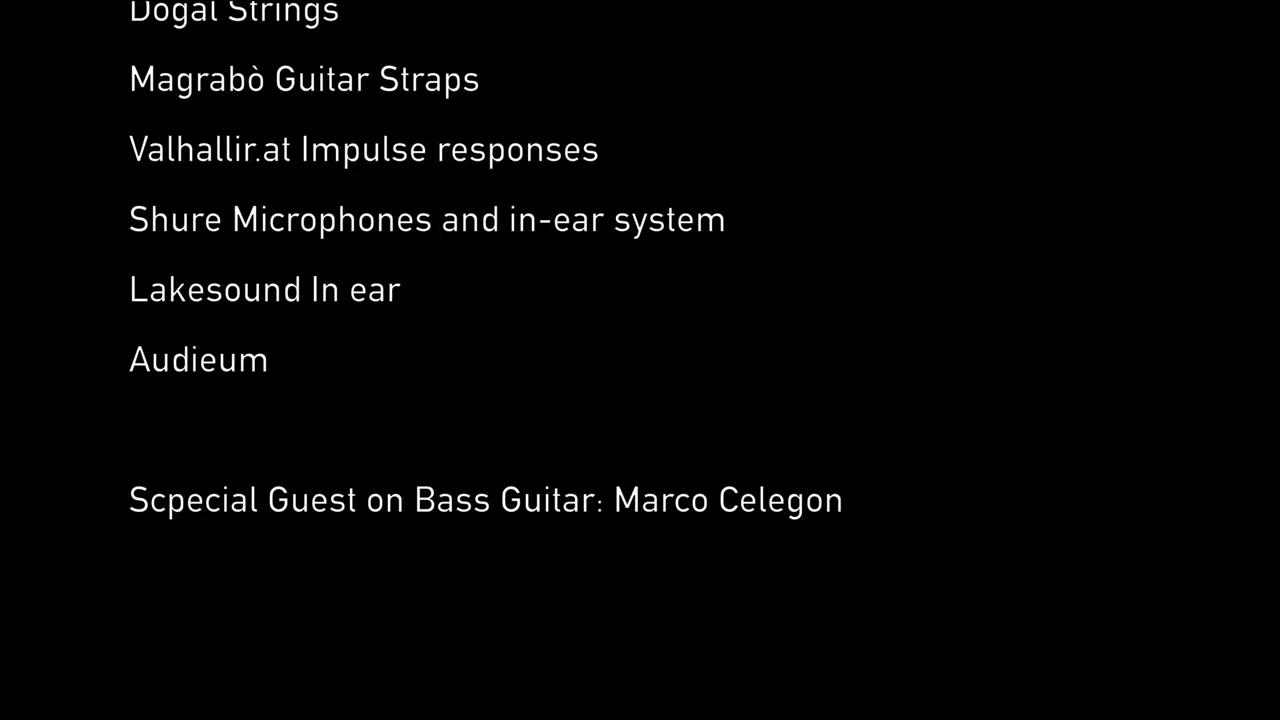 Dogal Strings
Magrabò Guitar Straps
Valhallir.at Impulse responses
Shure Microphones and in-ear system
Lakesound In ear
Audieum
Scpecial Guest on Bass Guitar: Marco Celegon